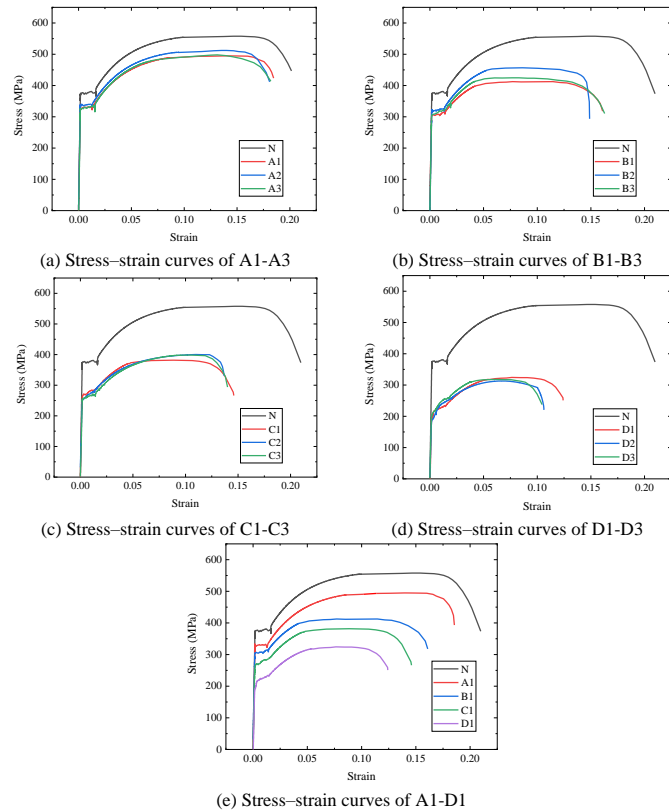 600
500
400
300
200
100
0
Stress (MPa)
0.00 0.05 0.10 0.15 0.20
Strain
N
A1
A2
A3
(a) Stress–strain curves of A1-A3
600
500
400
300
200
100
0
Stress (MPa)
0.00 0.05 0.10 0.15 0.20
Strain
N
B1
B2
B3
(b) Stress–strain curves of B1-B3
600
500
400
300
200
100
0
Stress (MPa)
0.00 0.05 0.10 0.15 0.20
Strain
N
C1
C2
C3
(c) Stress–strain curves of C1-C3
600
500
400
300
200
100
0
Stress (MPa)
0.00 0.05 0.10 0.15 0.20
Strain
N
D1
D2
D3
(d) Stress–strain curves of D1-D3
600
500
400
300
200
100
0
Stress (MPa)
0.00 0.05 0.10 0.15 0.20
Strain
N
A1
B1
C1
D1
(e) Stress–strain curves of A1-D1